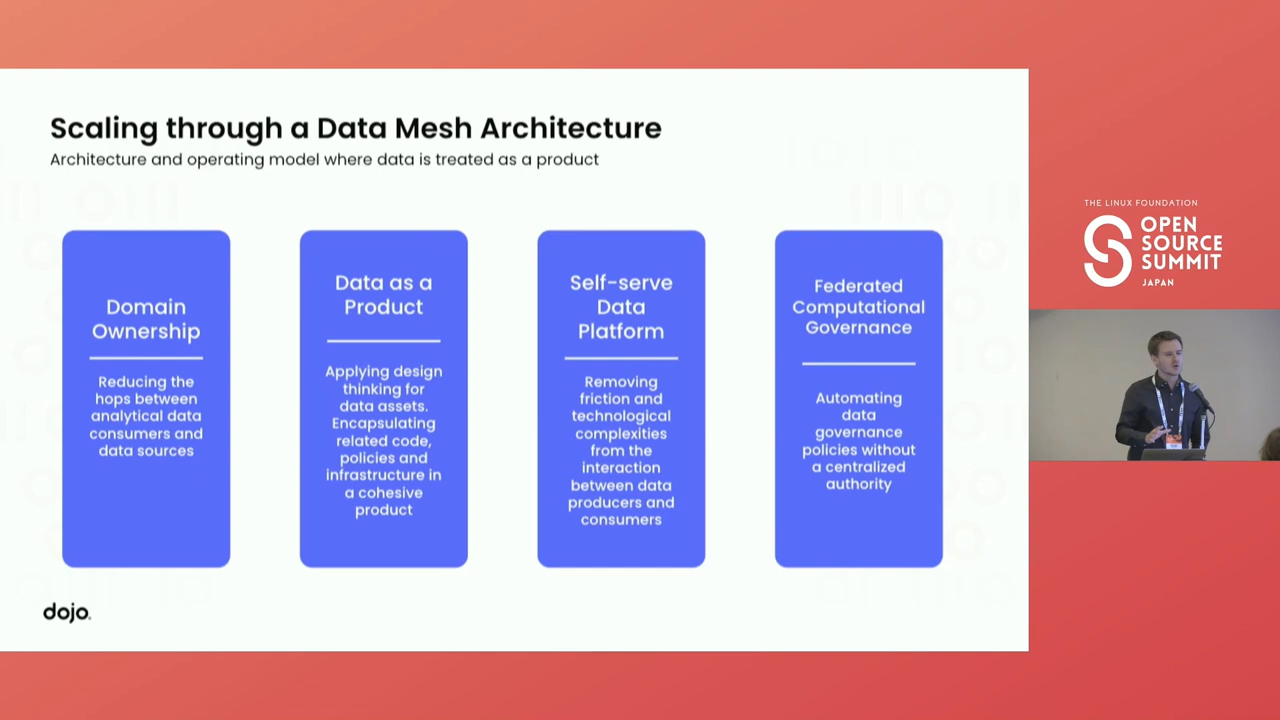 Scaling through a Data Mesh Architecture
Architecture and operating model where data is treated as a product
Domain
Ownership
Reducing the
hops between
analytical data
consumers and
data sources
Data as a
Product
Applying design
thinking for
data assets.
Encapsulating
related code,
policies and
infrastructure in
a cohesive
product
Self-serve
Data
Platform
Removing
friction and
technological
complexities
from the
interaction
between data
producers and
consumers
Federated
Computational
Governance
Automating
data
governance
policies without
a centralized
authority
dojo.
THE LINUX FOUNDATION
OPEN
SOURCE
SUMMIT
JAPAN